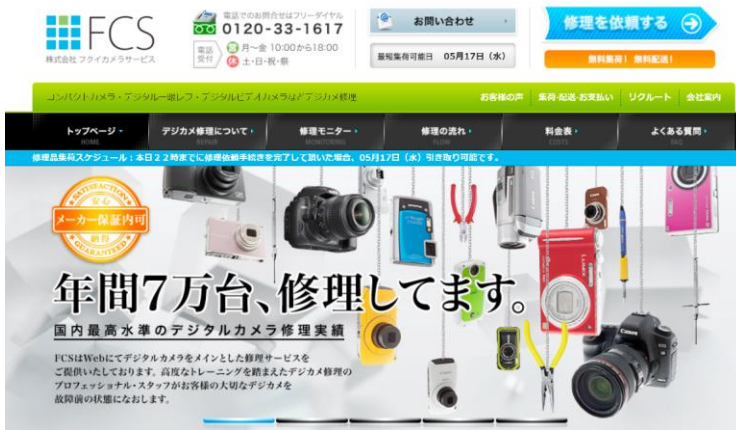 FCS
株式会社 フクイカメラサービス
電話でのお問合せはフリーダイヤル
0120-33-1617
電話受付 営 月～金 10:00から18:00
休 土・日・祝・祭
お問い合わせ
最短集荷可能日 05月17日（水）
修理を依頼する
無料集荷！ 無料配送！
コンパクトカメラ・デジタル一眼レフ・デジタルビデオカメラなどデジカメ修理
お客様の声
集荷・配送・お支払い
リクルート
会社案内
トップページ
HOME
デジカメ修理について
REPAIR
修理モニター
MONITORING
修理の流れ
FLOW
料金表
COSTS
よくある質問
FAQ
修理品集荷スケジュール：本日２２時までに修理依頼手続きを完了して頂いた場合、05月17日（水）引き取り可能です。
SATISFACTION
安心
メーカー保証内可
納得
GUARANTEED
年間7万台、修理してます。
国内最高水準のデジタルカメラ修理実績
FCSはWebにてデジタルカメラをメインとした修理サービスを
ご提供いたしております。高度なトレーニングを踏まえたデジカメ修理の
プロフェッショナル・スタッフがお客様の大切なデジカメを
故障前の状態になおします。
LUMIX
Canon